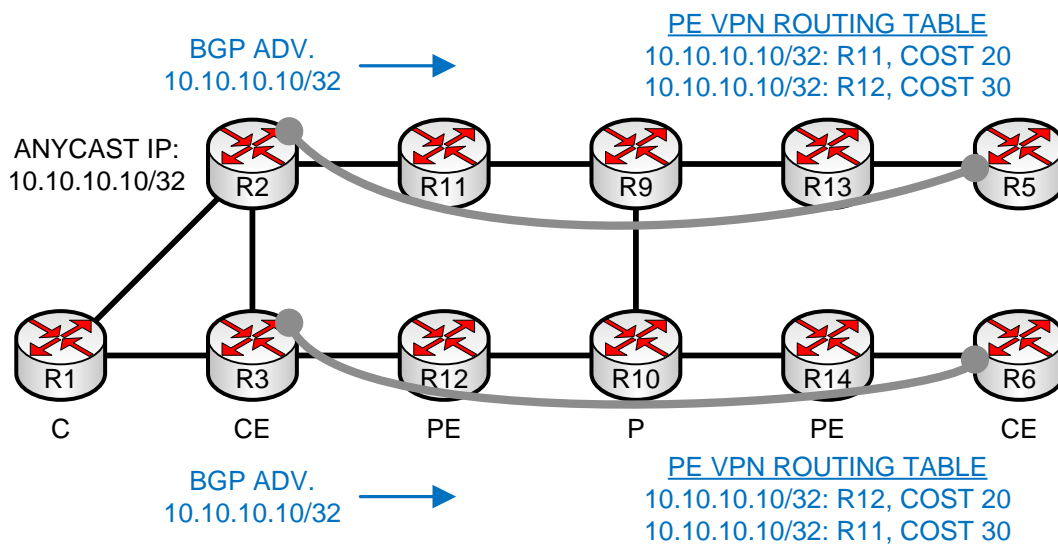 BGP ADV.
10.10.10.10/32
PE VPN ROUTING TABLE
10.10.10.10/32: R11, COST 20
10.10.10.10/32: R12, COST 30
ANYCAST IP:
10.10.10.10/32
R2
R11
R9
R13
R5
R1
R3
R12
R10
R14
R6
C
CE
PE
P
PE
CE
BGP ADV.
10.10.10.10/32
PE VPN ROUTING TABLE
10.10.10.10/32: R12, COST 20
10.10.10.10/32: R11, COST 30